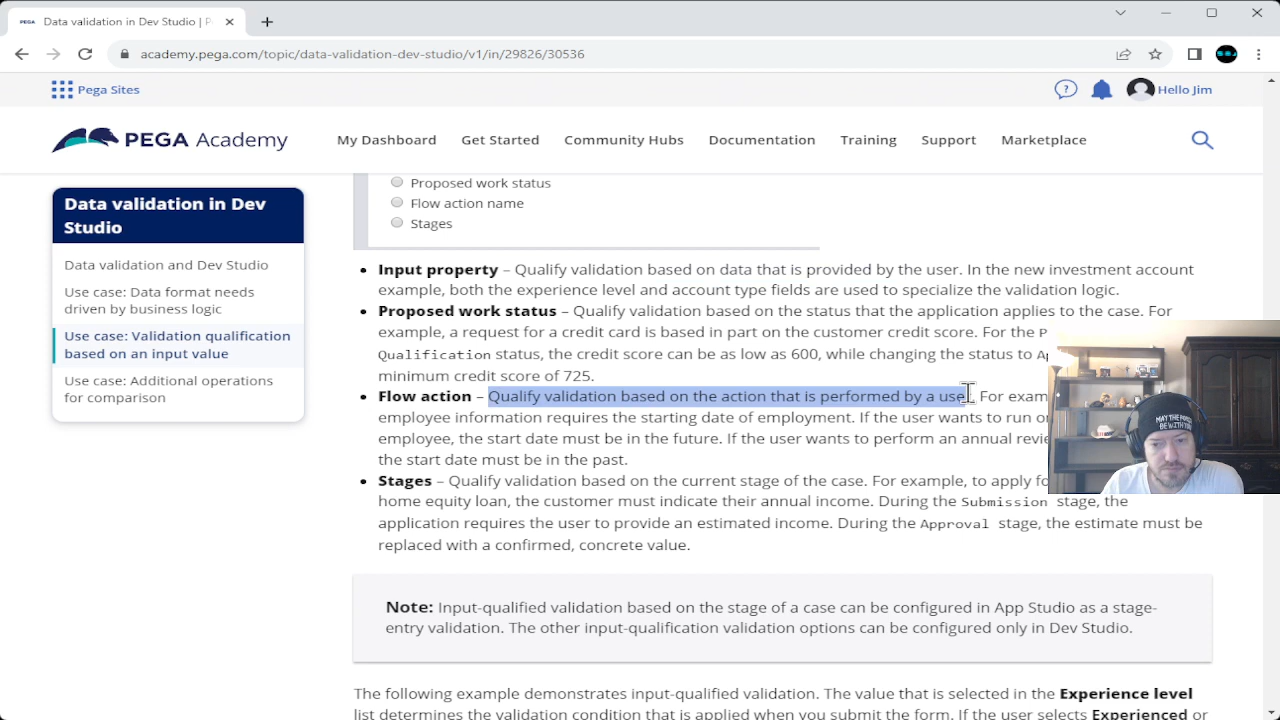 PEGA Data validation in Dev Studio | P
academy.pega.com/topic/data-validation-dev-studio/v1/in/29826/30536
Pega Sites
? Hello Jim
PEGA Academy
My Dashboard Get Started Community Hubs Documentation Training Support Marketplace
Data validation in Dev
Studio
Data validation and Dev Studio
Use case: Data format needs
driven by business logic
Use case: Validation qualification
based on an input value
Use case: Additional operations
for comparison
Proposed work status
Flow action name
Stages
• Input property – Qualify validation based on data that is provided by the user. In the new investment account
example, both the experience level and account type fields are used to specialize the validation logic.
• Proposed work status – Qualify validation based on the status that the application applies to the case. For
example, a request for a credit card is based in part on the customer credit score. For the P
Qualification status, the credit score can be as low as 600, while changing the status to A
minimum credit score of 725.
• Flow action – Qualify validation based on the action that is performed by a use . For exam
employee information requires the starting date of employment. If the user wants to run o
employee, the start date must be in the future. If the user wants to perform an annual revi
the start date must be in the past.
• Stages – Qualify validation based on the current stage of the case. For example, to apply fo
home equity loan, the customer must indicate their annual income. During the Submission stage, the
application requires the user to provide an estimated income. During the Approval stage, the estimate must be
replaced with a confirmed, concrete value.
Note: Input-qualified validation based on the stage of a case can be configured in App Studio as a stage-
entry validation. The other input-qualification validation options can be configured only in Dev Studio.
The following example demonstrates input-qualified validation. The value that is selected in the Experience level
list determines the validation condition that is applied when you submit the form. If the user selects Experienced or
MAY THE
BE WITH